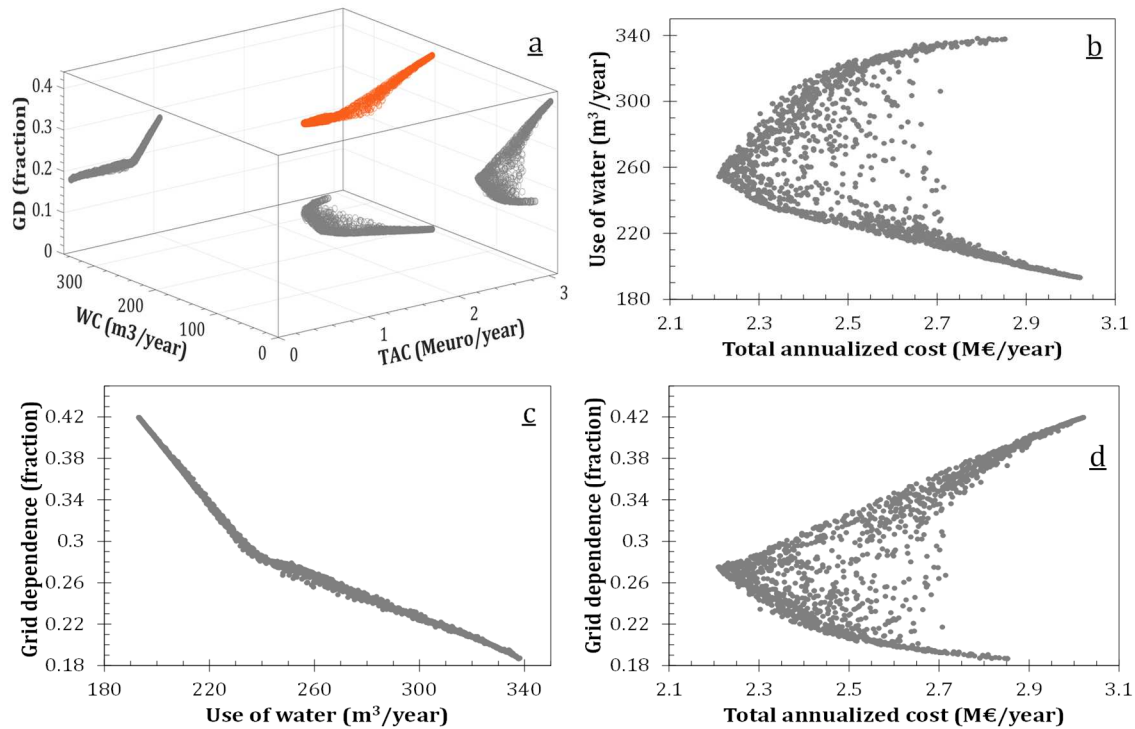 a
0.4
0.3
0.2
0.1
0
GD (fraction)
300
200
100
0
WC (m3/year)
0
1
2
3
TAC (Meuro/year)
b
340
300
260
220
180
Use of water (m³/year)
2.1 2.3 2.5 2.7 2.9 3.1
Total annualized cost (M€/year)
c
0.42
0.38
0.34
0.3
0.26
0.22
0.18
Grid dependence (fraction)
180 220 260 300 340
Use of water (m³/year)
d
0.42
0.38
0.34
0.3
0.26
0.22
0.18
Grid dependence (fraction)
2.1 2.3 2.5 2.7 2.9 3.1
Total annualized cost (M€/year)